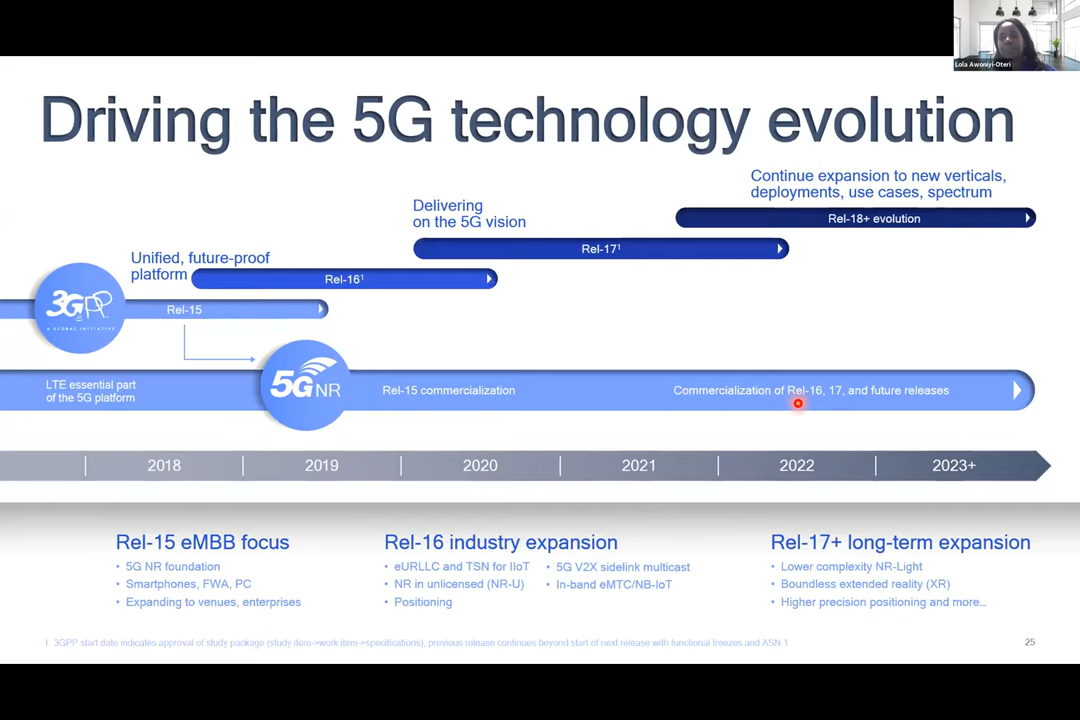 Lola Awoniyi-Oteri
Driving the 5G technology evolution
Continue expansion to new verticals,
deployments, use cases, spectrum
Rel-18+ evolution
Delivering
on the 5G vision
Rel-17¹
Unified, future-proof
platform
Rel-16¹
3GPP
A GLOBAL INITIATIVE
Rel-15
LTE essential part
of the 5G platform
5G NR
Rel-15 commercialization
Commercialization of Rel-16, 17, and future releases
2018
2019
2020
2021
2022
2023+
Rel-15 eMBB focus
• 5G NR foundation
• Smartphones, FWA, PC
• Expanding to venues, enterprises
Rel-16 industry expansion
• eURLLC and TSN for IIoT
• NR in unlicensed (NR-U)
• Positioning
• 5G V2X sidelink multicast
• In-band eMTC/NB-IoT
Rel-17+ long-term expansion
• Lower complexity NR-Light
• Boundless extended reality (XR)
• Higher precision positioning and more…
1. 3GPP start date indicates approval of study package (study item->work item->specifications), previous release continues beyond start of next release with functional freezes and ASN.1
25